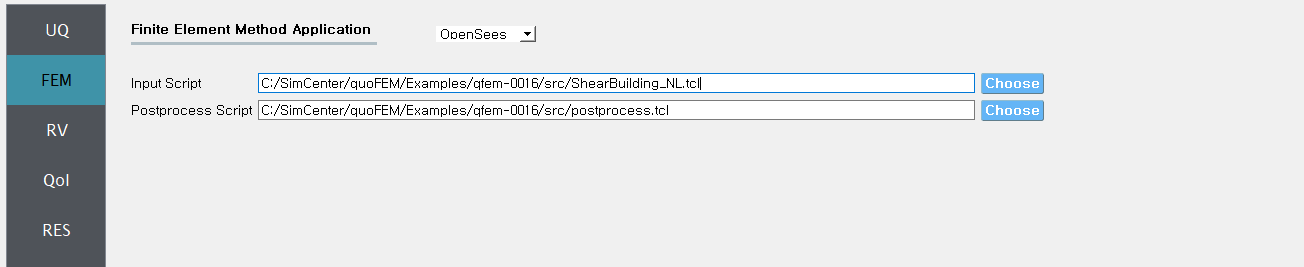 UQ
FEM
RV
QoI
RES
Finite Element Method Application
OpenSees
Input Script C:/SimCenter/quoFEM/Examples/qfem-0016/src/ShearBuilding_NL.tcl Choose
Postprocess Script C:/SimCenter/quoFEM/Examples/qfem-0016/src/postprocess.tcl Choose